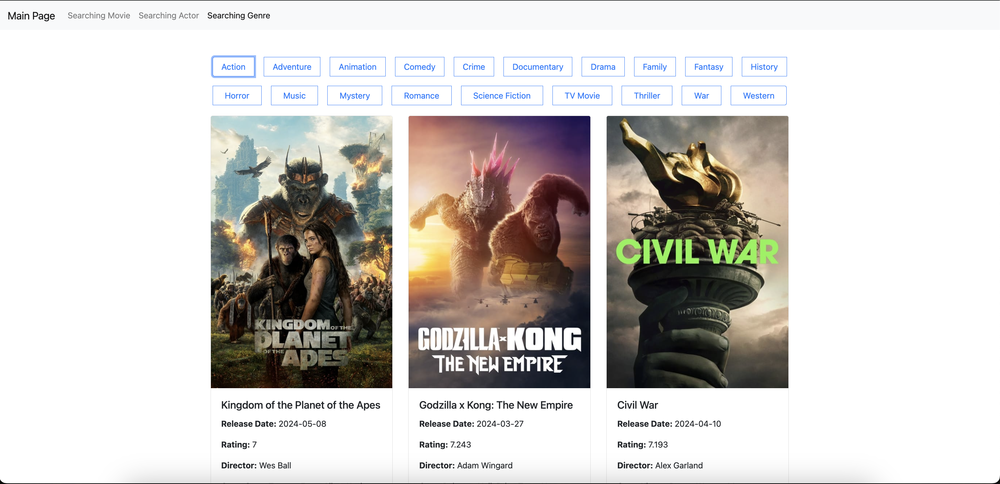 Main Page Searching Movie Searching Actor Searching Genre
Action Adventure Animation Comedy Crime Documentary Drama Family Fantasy History
Horror Music Mystery Romance Science Fiction TV Movie Thriller War Western
KINGDOM OF THE
PLANET
OF THE APES
GODZILLA x KONG
THE NEW EMPIRE
CIVIL WAR
Kingdom of the Planet of the Apes
Release Date: 2024-05-08
Rating: 7
Director: Wes Ball
Godzilla x Kong: The New Empire
Release Date: 2024-03-27
Rating: 7.243
Director: Adam Wingard
Civil War
Release Date: 2024-04-10
Rating: 7.193
Director: Alex Garland